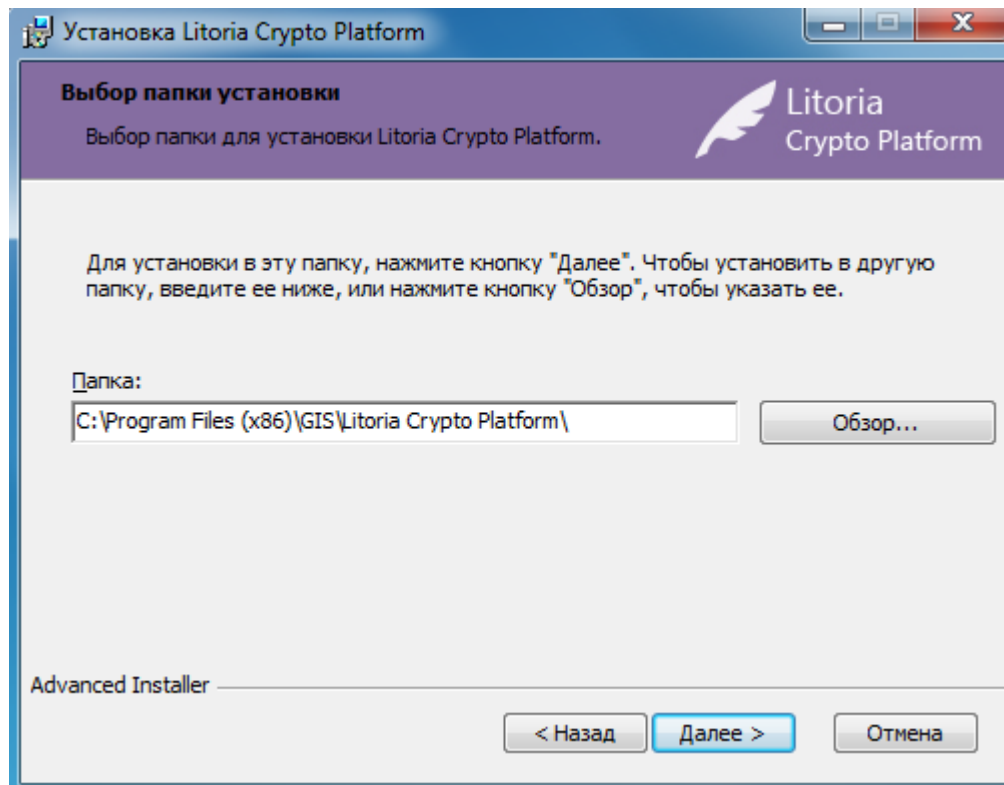 Установка Litoria Crypto Platform
Выбор папки установки
Выбор папки для установки Litoria Crypto Platform.
Litoria
Crypto Platform
Для установки в эту папку, нажмите кнопку "Далее". Чтобы установить в другую
папку, введите ее ниже, или нажмите кнопку "Обзор", чтобы указать ее.
Папка:
C:\Program Files (x86)\GIS\Litoria Crypto Platform\
Обзор...
Advanced Installer
< Назад
Далее >
Отмена